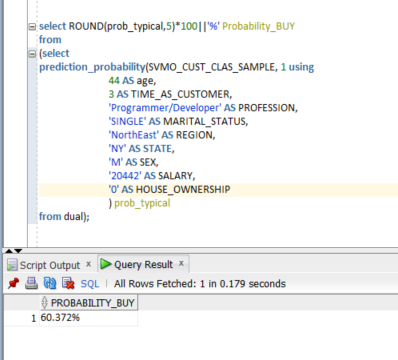 select ROUND(prob_typical,5)*100||'%' Probability_BUY
from
(select
prediction_probability(SVMO_CUST_CLAS_SAMPLE, 1 using
44 AS age,
3 AS TIME_AS_CUSTOMER,
'Programmer/Developer' AS PROFESSION,
'SINGLE' AS MARITAL_STATUS,
'NorthEast' AS REGION,
'NY' AS STATE,
'M' AS SEX,
'20442' AS SALARY,
'0' AS HOUSE_OWNERSHIP
) prob_typical
from dual);
Script Output × Query Result ×
SQL | All Rows Fetched: 1 in 0.179 seconds
PROBABILITY_BUY
1 60.372%